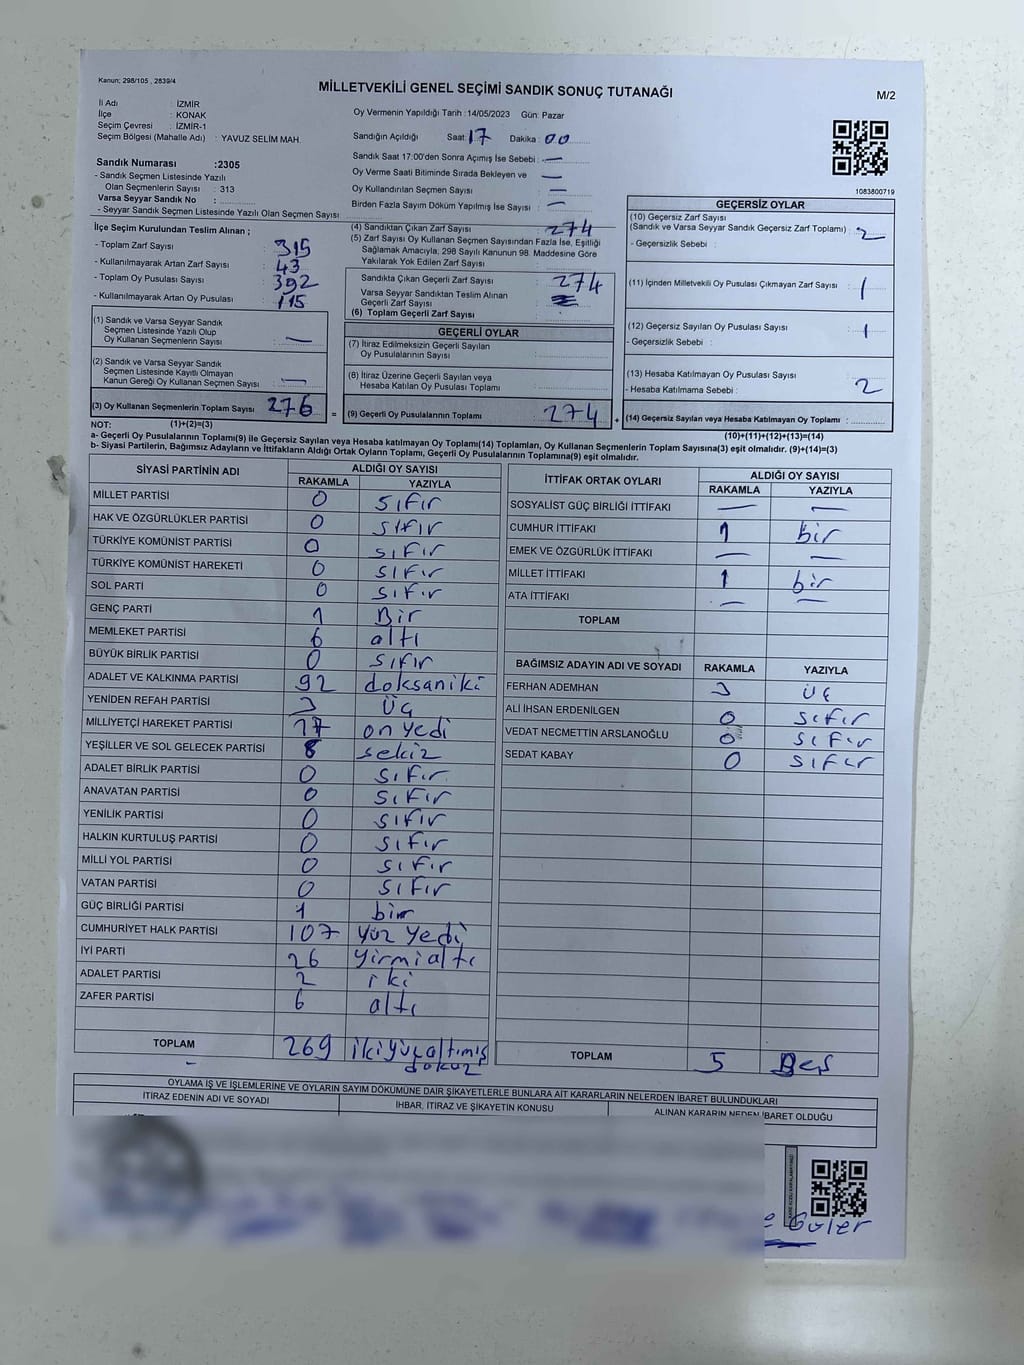 Kanun: 298/105 , 2839/4
MİLLETVEKİLİ GENEL SEÇİMİ SANDIK SONUÇ TUTANAĞI
M/2
İl Adı : İZMİR
İlçe : KONAK
Seçim Çevresi : İZMİR-1
Seçim Bölgesi (Mahalle Adı) : YAVUZ SELİM MAH.
Sandık Numarası :2305
- Sandık Seçmen Listesinde Yazılı
Olan Seçmenlerin Sayısı : 313
Varsa Seyyar Sandık No :
- Seyyar Sandık Seçmen Listesinde Yazılı Olan Seçmen Sayısı
Oy Vermenin Yapıldığı Tarih : 14/05/2023 Gün: Pazar
Sandığın Açıldığı Saat: 17 Dakika : 00
Sandık Saat 17:00'den Sonra Açımış İse Sebebi : —
Oy Verme Saati Bitiminde Sırada Bekleyen ve —
Oy Kullandırılan Seçmen Sayısı : —
Birden Fazla Sayım Döküm Yapılmış İse Sayısı : —
1083800719
İlçe Seçim Kurulundan Teslim Alınan ;
- Toplam Zarf Sayısı : 315
- Kullanılmayarak Artan Zarf Sayısı : 43
- Toplam Oy Pusulası Sayısı : 392
- Kullanılmayarak Artan Oy Pusulası : 115
(1) Sandık ve Varsa Seyyar Sandık
Seçmen Listesinde Yazılı Olup
Oy Kullanan Seçmenlerin Sayısı : —
(2) Sandık ve Varsa Seyyar Sandık
Seçmen Listesinde Kayıtlı Olmayan
Kanun Gereği Oy Kullanan Seçmen Sayısı : —
(3) Oy Kullanan Seçmenlerin Toplam Sayısı 276
(4) Sandıktan Çıkan Zarf Sayısı : 274
(5) Zarf Sayısı Oy Kullanan Seçmen Sayısından Fazla İse, Eşitliği
Sağlamak Amacıyla, 298 Sayılı Kanunun 98. Maddesine Göre
Yakılarak Yok Edilen Zarf Sayısı :
Sandıkta Çıkan Geçerli Zarf Sayısı : 274
Varsa Seyyar Sandıktan Teslim Alınan
Geçerli Zarf Sayısı :
(6) Toplam Geçerli Zarf Sayısı :
GEÇERLİ OYLAR
(7) İtiraz Edilmeksizin Geçerli Sayılan
Oy Pusulalarının Sayısı :
(8) İtiraz Üzerine Geçerli Sayılan veya
Hesaba Katılan Oy Pusulası Toplamı :
= (9) Geçerli Oy Pusulalarının Toplamı : 274
GEÇERSİZ OYLAR
(10) Geçersiz Zarf Sayısı
(Sandık ve Varsa Seyyar Sandık Geçersiz Zarf Toplamı) : 2
- Geçersizlik Sebebi :
(11) İçinden Milletvekili Oy Pusulası Çıkmayan Zarf Sayısı : 1
(12) Geçersiz Sayılan Oy Pusulası Sayısı : 1
- Geçersizlik Sebebi :
(13) Hesaba Katılmayan Oy Pusulası Sayısı
- Hesaba Katılmama Sebebi : 2
+ (14) Geçersiz Sayılan veya Hesaba Katılmayan Oy Toplamı :
NOT: (1)+(2)=(3)
(10)+(11)+(12)+(13)=(14)
a- Geçerli Oy Pusulalarının Toplamı(9) ile Geçersiz Sayılan veya Hesaba katılmayan Oy Toplamı(14) Toplamları, Oy Kullanan Seçmenlerin Toplam Sayısına(3) eşit olmalıdır. (9)+(14)=(3)
b- Siyasi Partilerin, Bağımsız Adayların ve İttifakların Aldığı Ortak Oyların Toplamı, Geçerli Oy Pusulalarının Toplamına(9) eşit olmalıdır.
SİYASİ PARTİNİN ADI ALDIĞI OY SAYISI
RAKAMLA YAZIYLA
MİLLET PARTİSİ 0 sıfır
HAK VE ÖZGÜRLÜKLER PARTİSİ 0 sıfır
TÜRKİYE KOMÜNİST PARTİSİ 0 sıfır
TÜRKİYE KOMÜNİST HAREKETİ 0 sıfır
SOL PARTİ 0 sıfır
GENÇ PARTİ 1 Bir
MEMLEKET PARTİSİ 6 altı
BÜYÜK BİRLİK PARTİSİ 0 sıfır
ADALET VE KALKINMA PARTİSİ 92 doksaniki
YENİDEN REFAH PARTİSİ 3 üç
MİLLİYETÇİ HAREKET PARTİSİ 17 onyedi
YEŞİLLER VE SOL GELECEK PARTİSİ 8 sekiz
ADALET BİRLİK PARTİSİ 0 sıfır
ANAVATAN PARTİSİ 0 sıfır
YENİLİK PARTİSİ 0 sıfır
HALKIN KURTULUŞ PARTİSİ 0 sıfır
MİLLİ YOL PARTİSİ 0 sıfır
VATAN PARTİSİ 0 sıfır
GÜÇ BİRLİĞİ PARTİSİ 1 bir
CUMHURİYET HALK PARTİSİ 107 yüz yedi
İYİ PARTİ 26 yirmialtı
ADALET PARTİSİ 2 iki
ZAFER PARTİSİ 6 altı
TOPLAM 269 ikiyüzaltmış
dokuz
İTTİFAK ORTAK OYLARI ALDIĞI OY SAYISI
RAKAMLA YAZIYLA
SOSYALİST GÜÇ BİRLİĞİ İTTİFAKI — —
CUMHUR İTTİFAKI 1 bir
EMEK VE ÖZGÜRLÜK İTTİFAKI — —
MİLLET İTTİFAKI 1 bir
ATA İTTİFAKI — —
TOPLAM
BAĞIMSIZ ADAYIN ADI VE SOYADI RAKAMLA YAZIYLA
FERHAN ADEMHAN 3 üç
ALİ İHSAN ERDENİLGEN 0 sıfır
VEDAT NECMETTİN ARSLANOĞLU 0 sıfır
SEDAT KABAY 0 sıfır
TOPLAM 5 Beş
OYLAMA İŞ VE İŞLEMLERİNE VE OYLARIN SAYIM DÖKÜMÜNE DAİR ŞİKAYETLERLE BUNLARA AİT KARARLARIN NELERDEN İBARET BULUNDUKLARI
İTİRAZ EDENİN ADI VE SOYADI İHBAR, İTİRAZ VE ŞİKAYETİN KONUSU ALINAN KARARIN NEDEN İBARET OLDUĞU
Güler